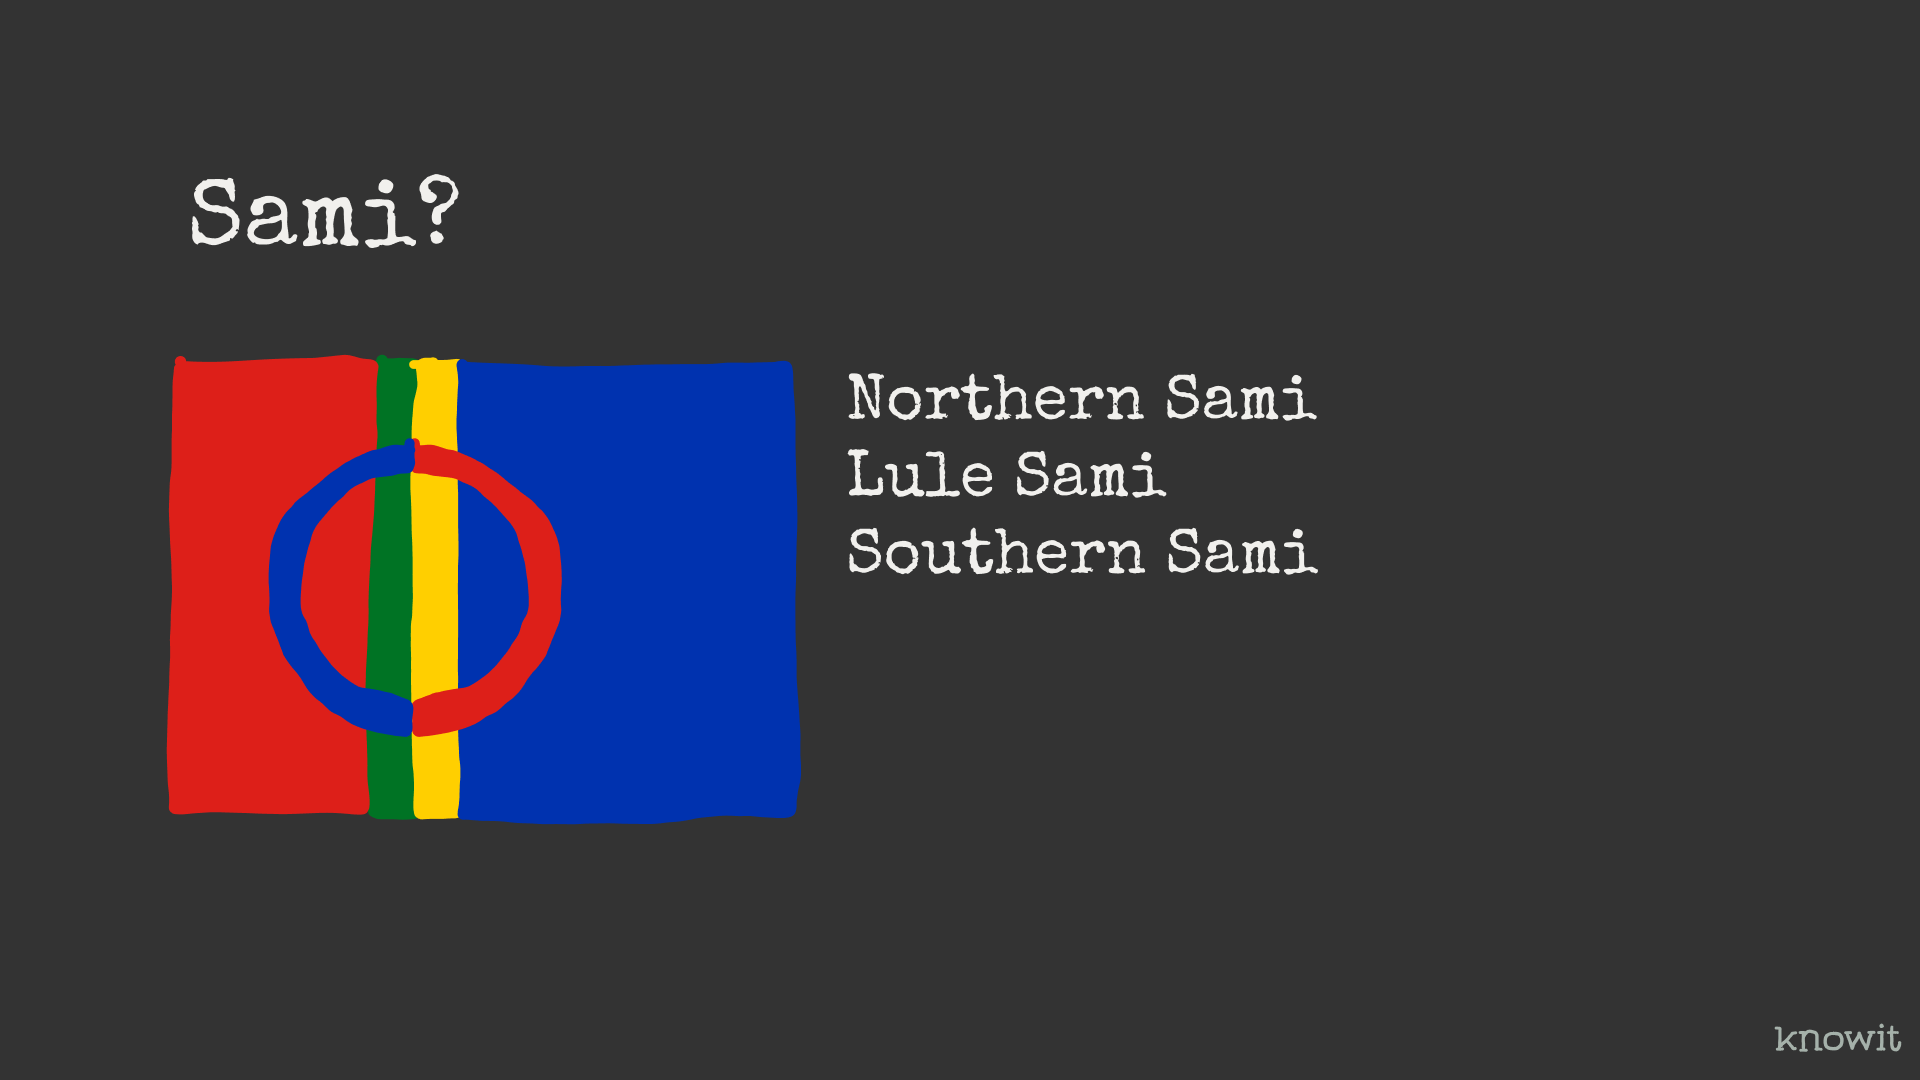 Sami?
Northern Sami
Lule Sami
Southern Sami
knowit